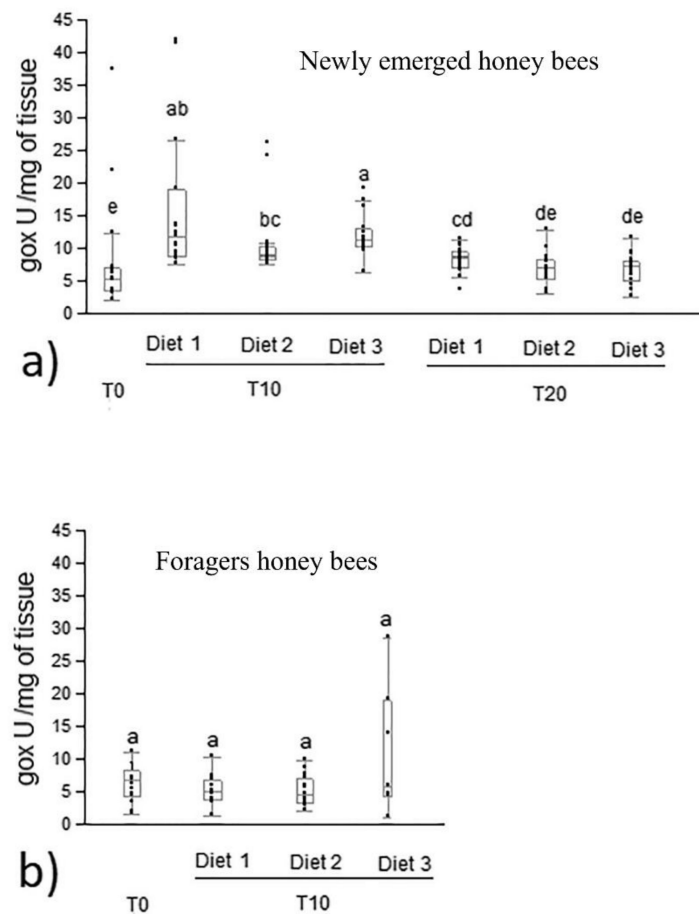 Newly emerged honey bees
gox U /mg of tissue
45
40
35
30
25
20
15
10
5
0
e
ab
bc
a
cd
de
de
Diet 1 Diet 2 Diet 3 Diet 1 Diet 2 Diet 3
a)
T0 T10 T20
Foragers honey bees
gox U /mg of tissue
45
40
35
30
25
20
15
10
5
0
a
a
a
a
Diet 1 Diet 2 Diet 3
b)
T0 T10